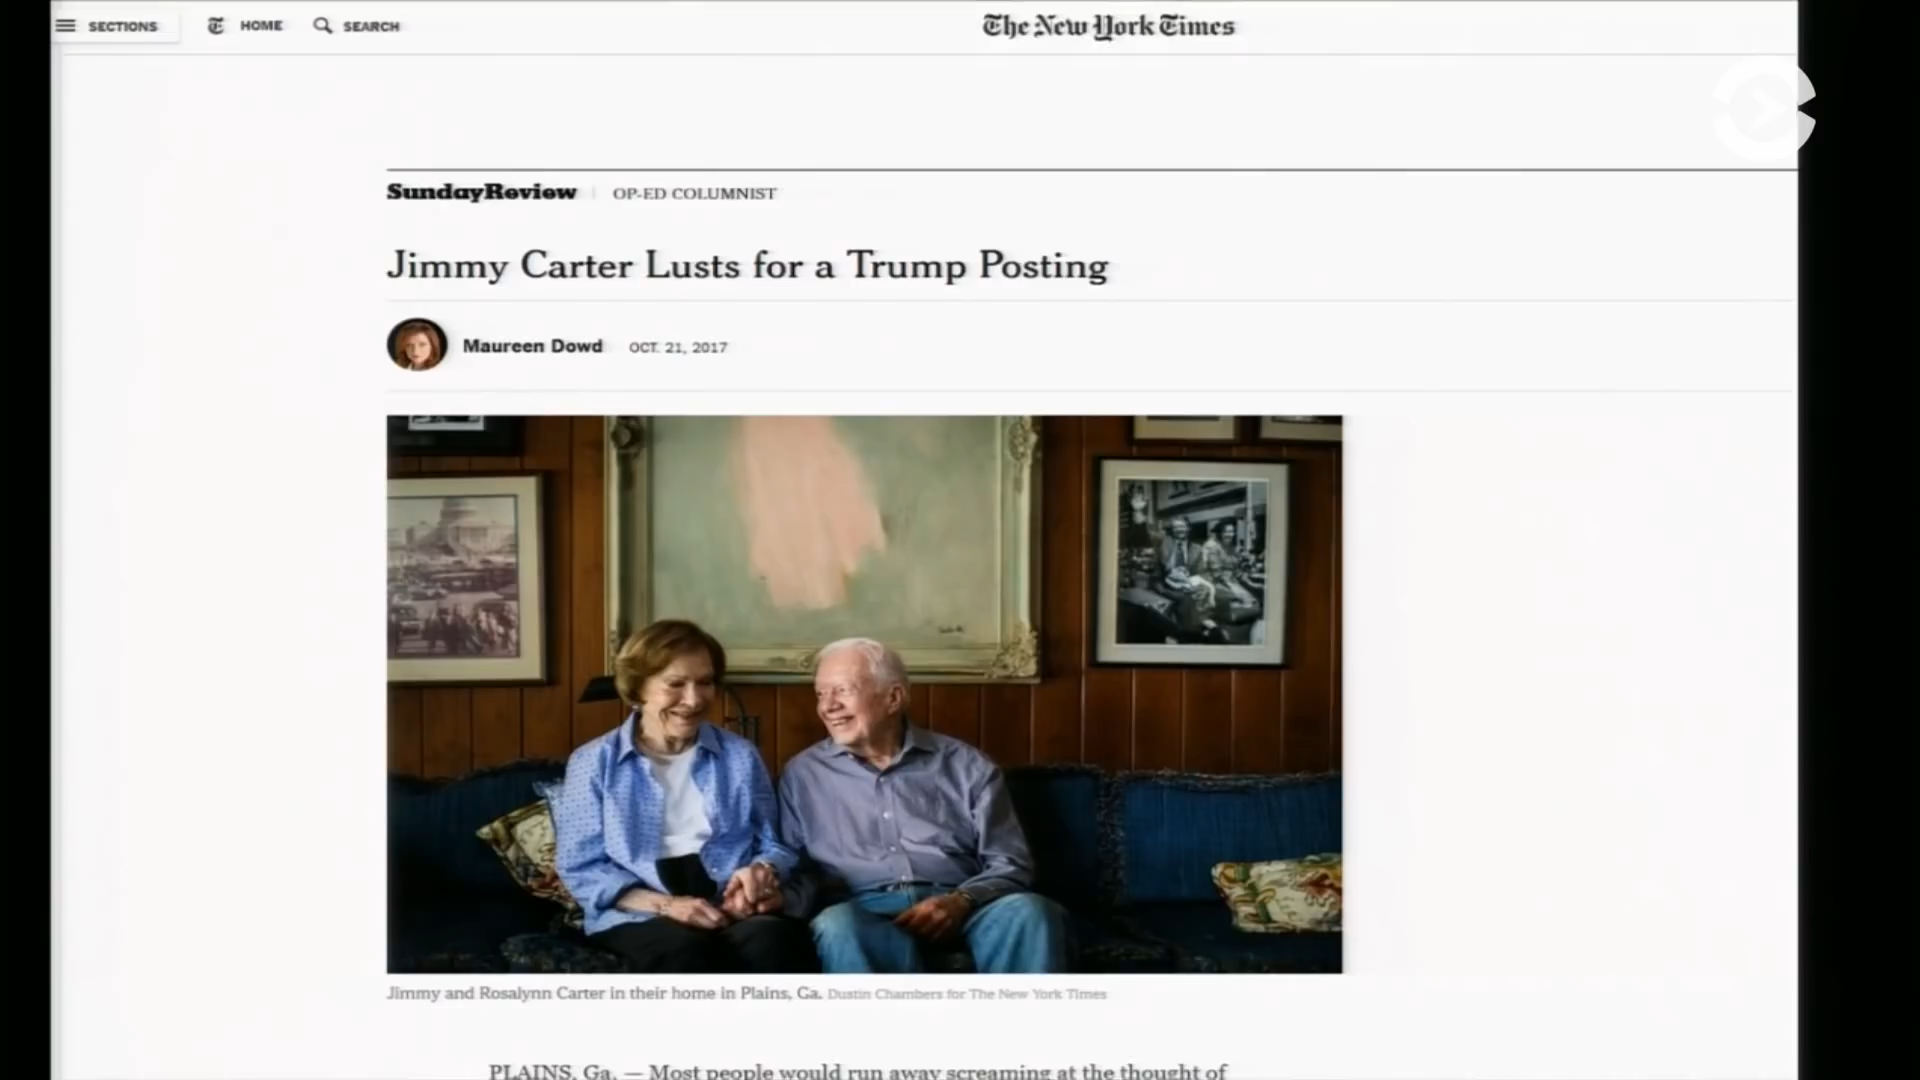 SECTIONS HOME SEARCH The New York Times
SundayReview OP-ED COLUMNIST
Jimmy Carter Lusts for a Trump Posting
Maureen Dowd OCT. 21, 2017
Jimmy and Rosalynn Carter in their home in Plains, Ga. Dustin Chambers for The New York Times
PLAINS, Ga. — Most people would run away screaming at the thought of